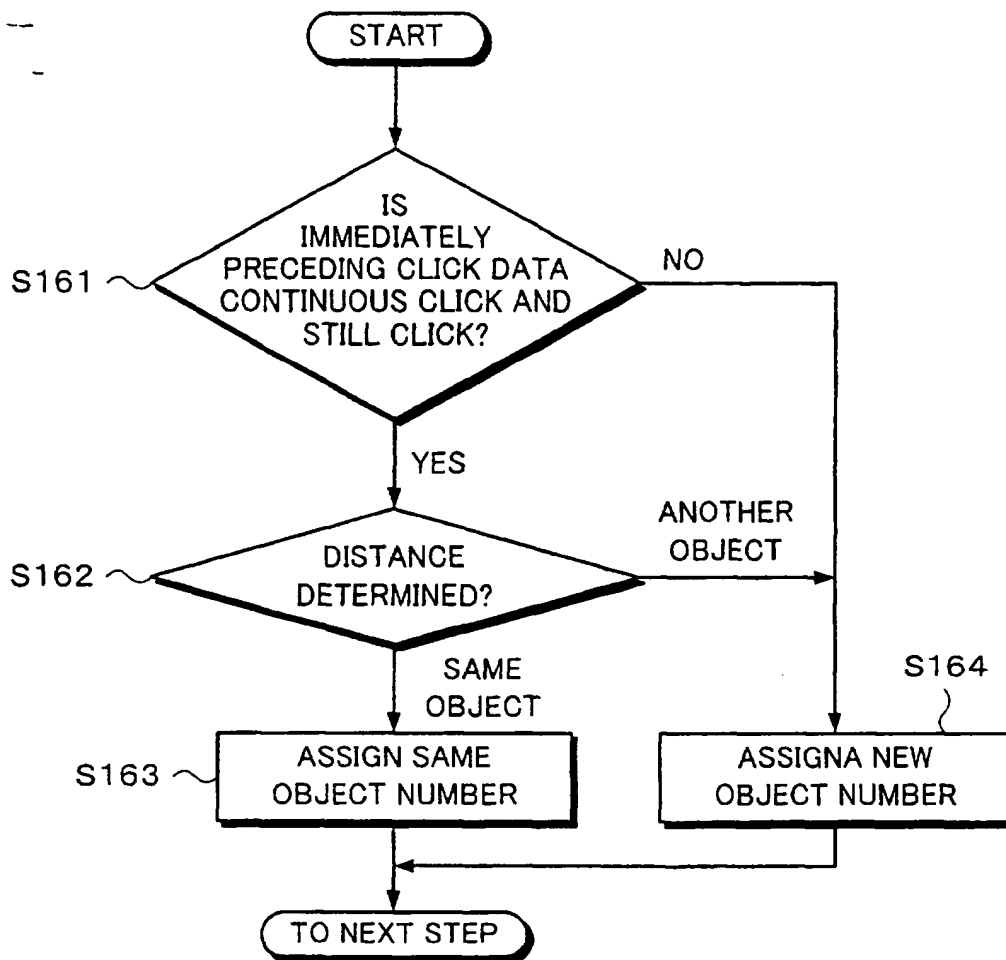 START
IS
IMMEDIATELY
PRECEDING CLICK DATA
CONTINUOUS CLICK AND
STILL CLICK?
S161
NO
YES
DISTANCE
DETERMINED?
S162
ANOTHER
OBJECT
SAME
OBJECT
S164
S163
ASSIGN SAME
OBJECT NUMBER
ASSIGNA NEW
OBJECT NUMBER
TO NEXT STEP